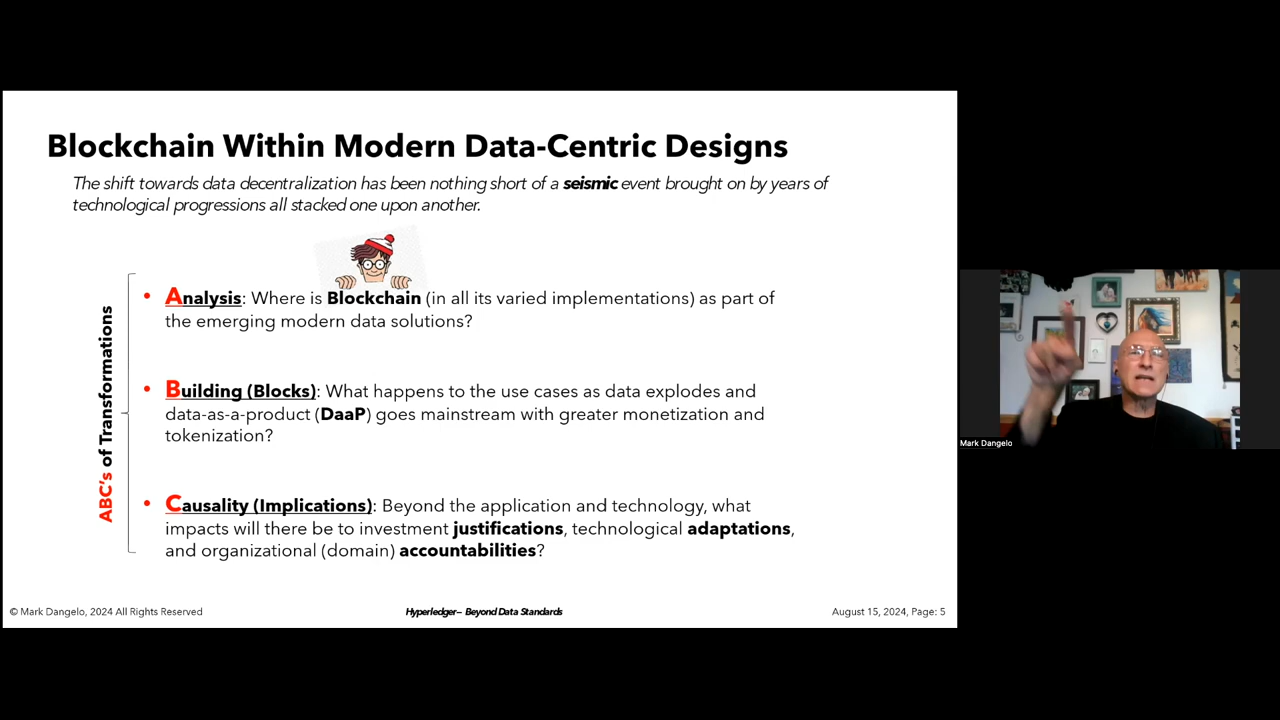 Blockchain Within Modern Data-Centric Designs
The shift towards data decentralization has been nothing short of a seismic event brought on by years of
technological progressions all stacked one upon another.
ABC's of Transformations
• Analysis: Where is Blockchain (in all its varied implementations) as part of
the emerging modern data solutions?
• Building (Blocks): What happens to the use cases as data explodes and
data-as-a-product (DaaP) goes mainstream with greater monetization and
tokenization?
• Causality (Implications): Beyond the application and technology, what
impacts will there be to investment justifications, technological adaptations,
and organizational (domain) accountabilities?
© Mark Dangelo, 2024 All Rights Reserved
Hyperledger– Beyond Data Standards
August 15, 2024, Page: 5
Mark Dangelo